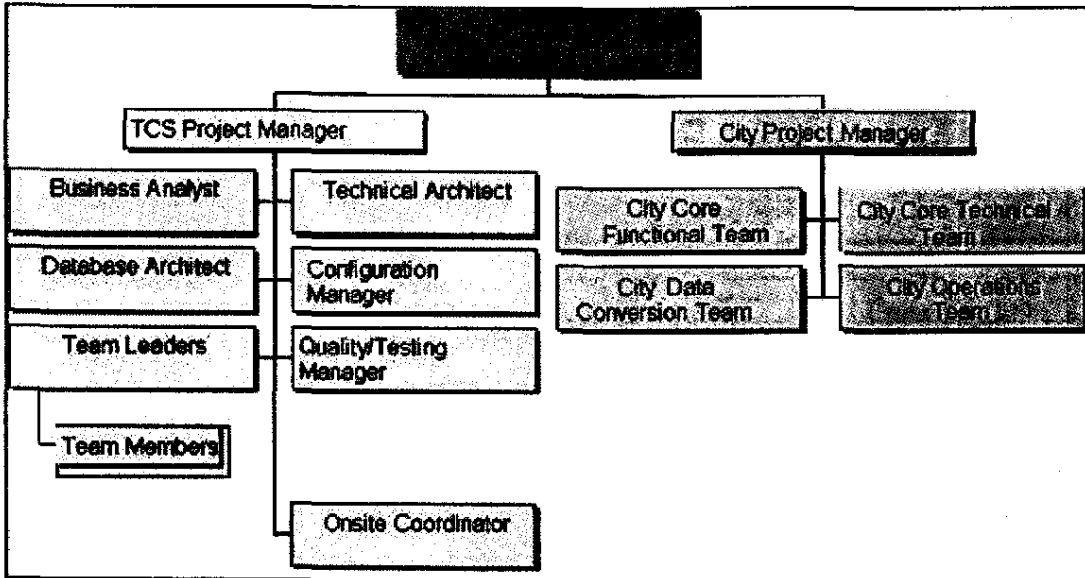 TCS Project Manager
City Project Manager
Business Analyst
Technical Architect
City Core
Functional Team
City Core Technical
Team
Database Architect
Configuration
Manager
City Data
Conversion Team
City Operations
Team
Team Leaders
Quality/Testing
Manager
Team Members
Onsite Coordinator